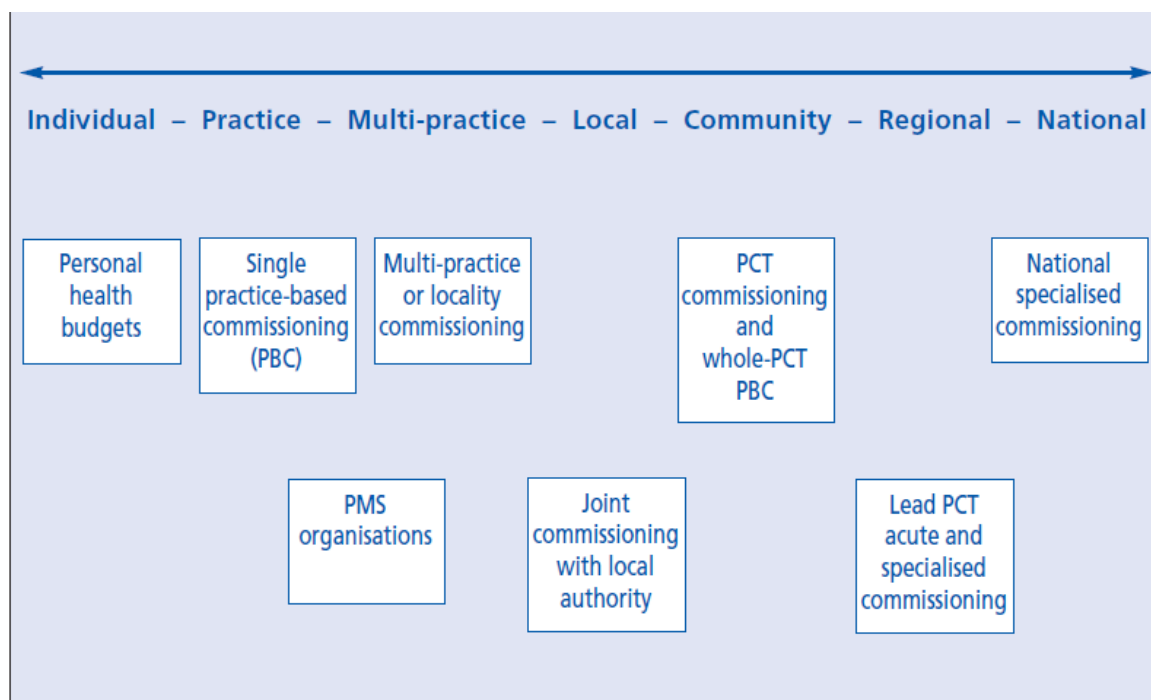 Individual – Practice – Multi-practice – Local – Community – Regional – National
Personal
health
budgets
Single
practice-based
commissioning
(PBC)
Multi-practice
or locality
commissioning
PCT
commissioning
and
whole-PCT
PBC
National
specialised
commissioning
PMS
organisations
Joint
commissioning
with local
authority
Lead PCT
acute and
specialised
commissioning